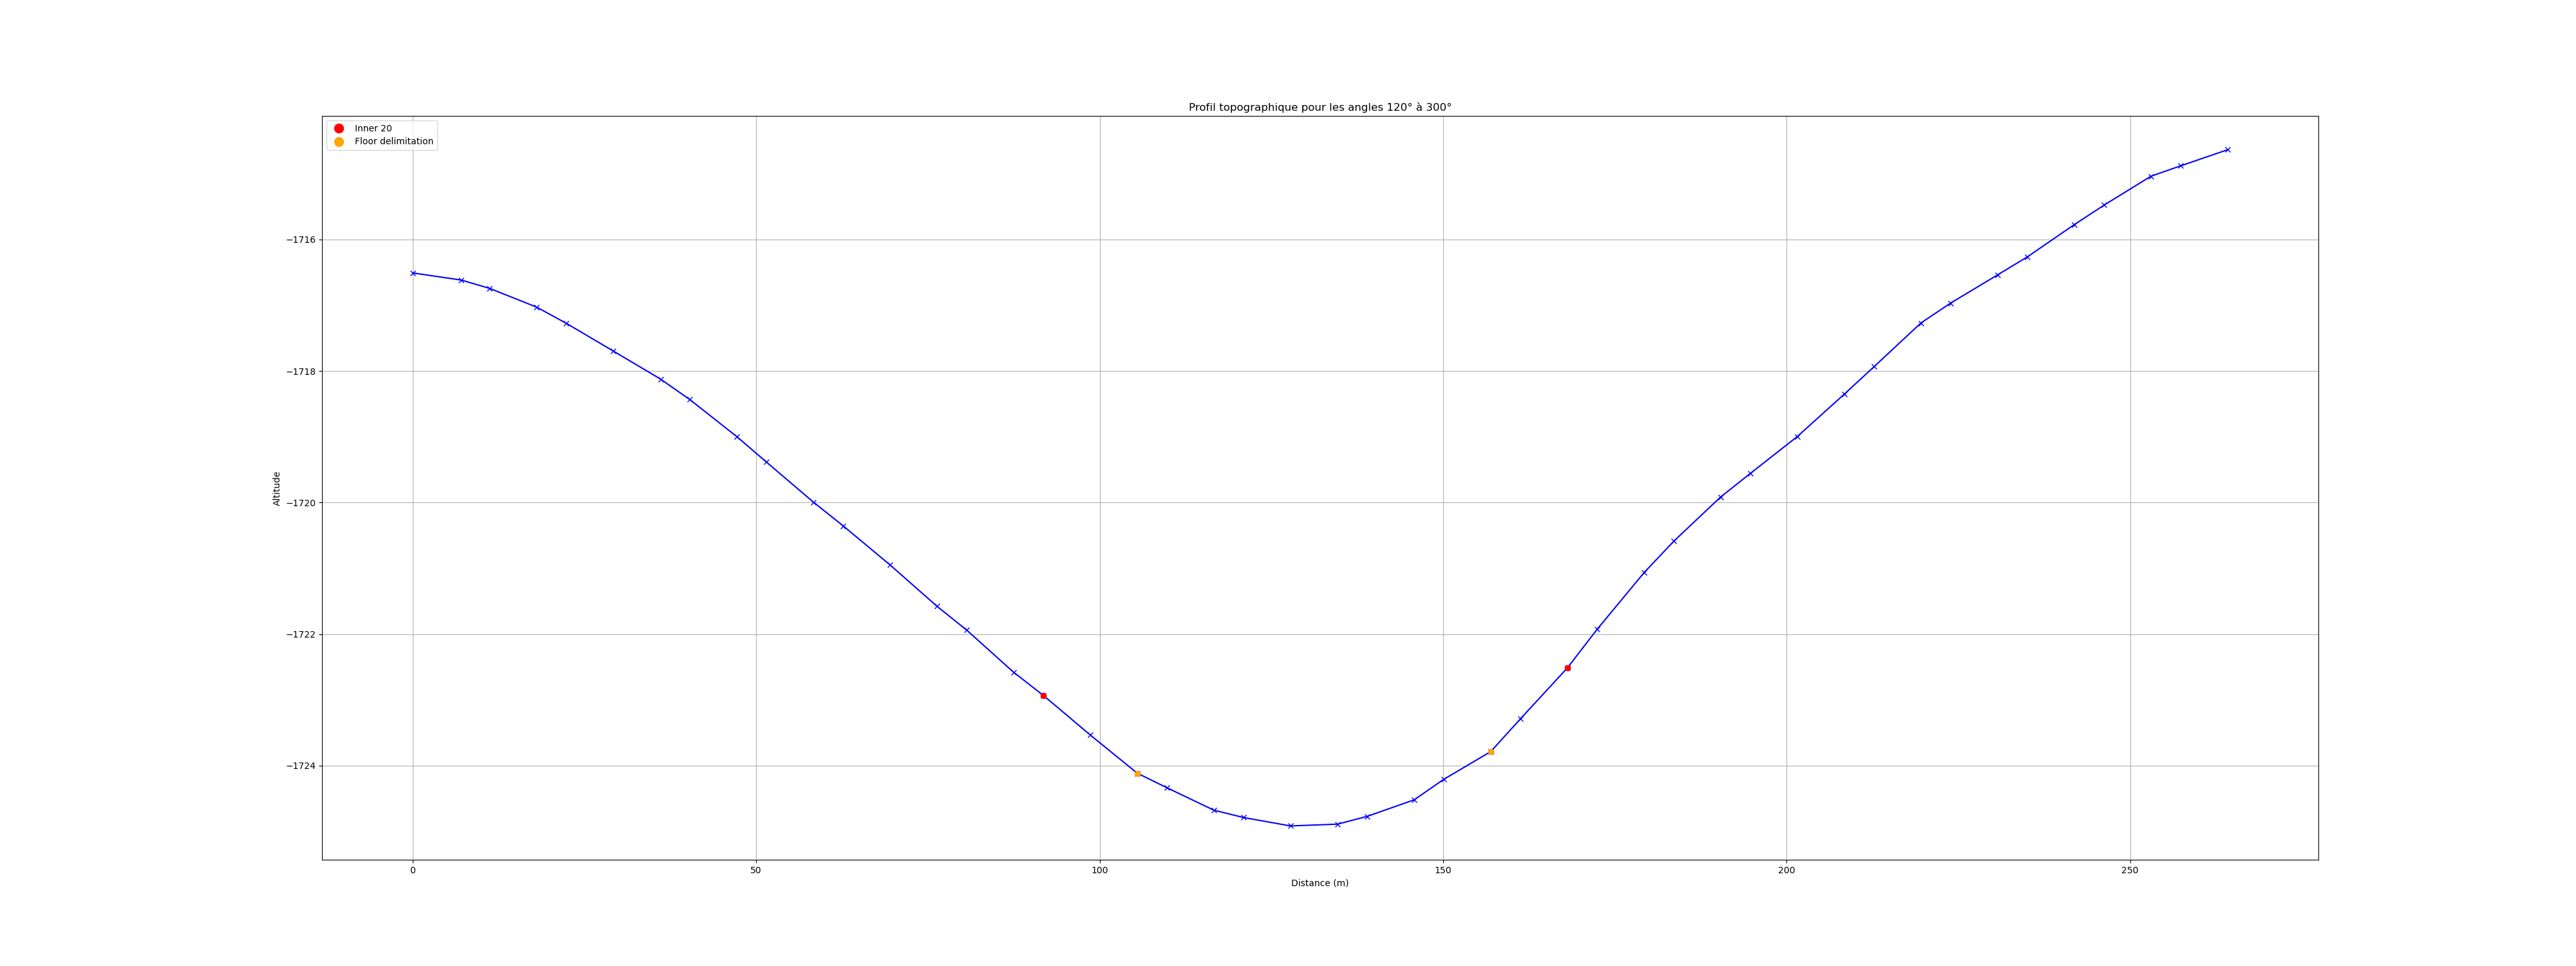 Profil topographique pour les angles 120° à 300°
Inner 20
Floor delimitation
Altitude
−1716
−1718
−1720
−1722
−1724
0 50 100 150 200 250
Distance (m)